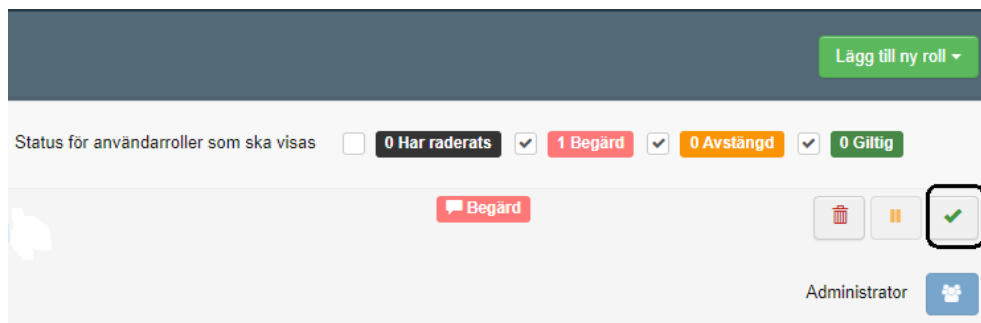 Lägg till ny roll
Status för användarroller som ska visas 0 Har raderats 1 Begärd 0 Avstängd 0 Giltig
Begärd
Administrator